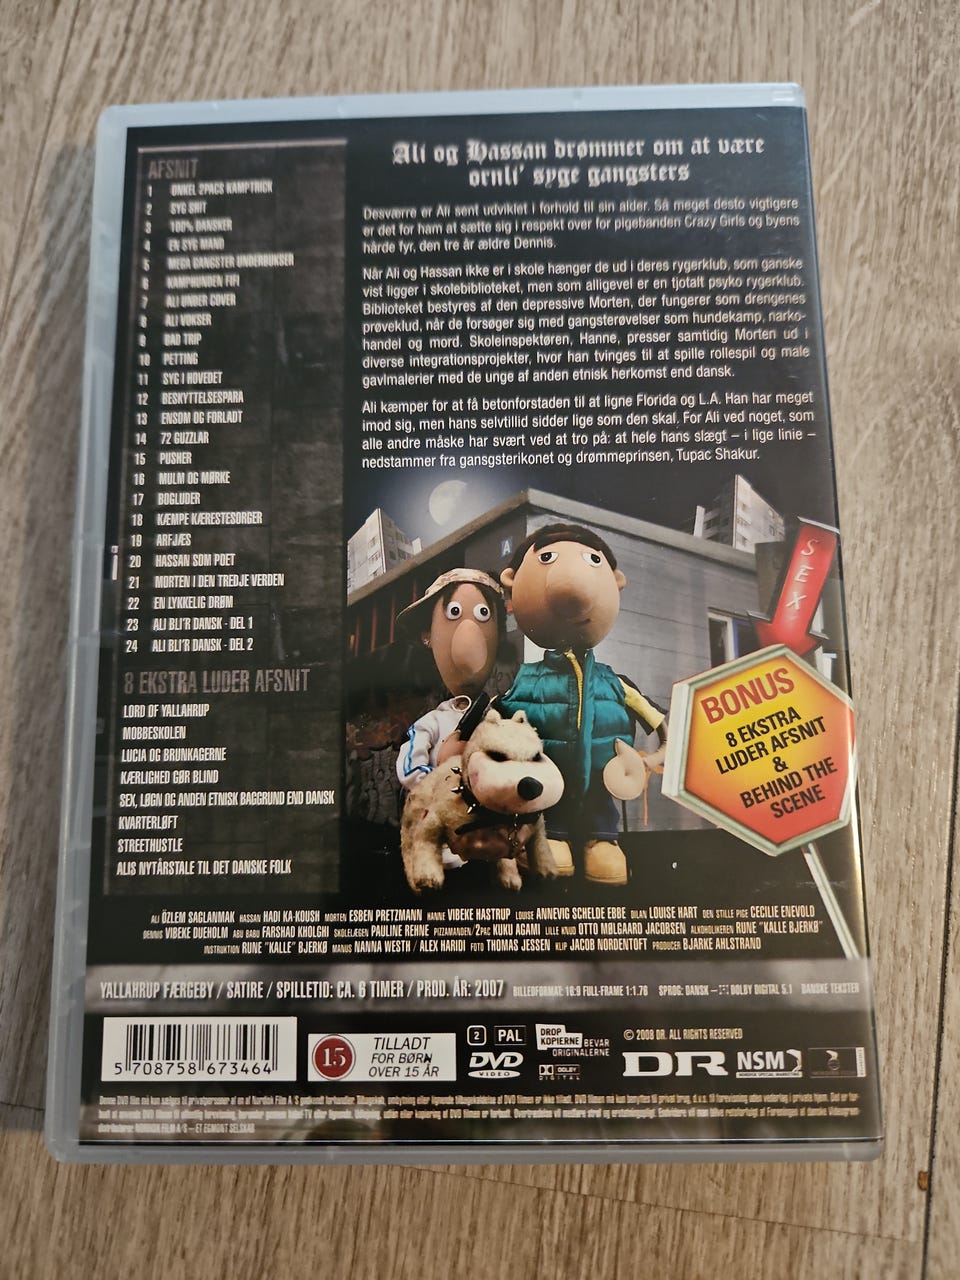 Ali og Hassan drømmer om at være
ornli' syge gangsters
Desværre er Ali sent udviklet i forhold til sin alder. Så meget desto vigtigere
er det for ham at sætte sig i respekt over for pigebanden Crazy Girls og byens
hårde fyr, den tre år ældre Dennis.
Når Ali og Hassan ikke er i skole hænger de ud i deres rygerklub, som ganske
vist ligger i skolebiblioteket, men som alligevel er en tjotalt psyko rygerklub.
Biblioteket bestyres af den depressive Morten, der fungerer som drengenes
prøveklud, når de forsøger sig med gangsterøvelser som hundekamp, narko-
handel og mord. Skoleinspektøren, Hanne, presser samtidig Morten ud i
diverse integrationsprojekter, hvor han tvinges til at spille rollespil og male
gavlmalerier med de unge af anden etnisk herkomst end dansk.
Ali kæmper for at få betonforstaden til at ligne Florida og L.A. Han har meget
imod sig, men hans selvtillid sidder lige som den skal. For Ali ved noget, som
alle andre måske har svært ved at tro på: at hele hans slægt – i lige linie –
nedstammer fra gansgsterikonet og drømmeprinsen, Tupac Shakur.
AFSNIT
1 ONKEL 2PACS KAMPTRICK
2 SYG SHIT
3 100% DANSKER
4 EN SYG MAND
5 MEGA GANGSTER UNDERBUKSER
6 KAMPHUNDEN FIFI
7 ALI UNDER COVER
8 ALI VOKSER
9 BAD TRIP
10 PETTING
11 SYG I HOVEDET
12 BESKYTTELSESPARA
13 ENSOM OG FORLADT
14 72 GUZZLAR
15 PUSHER
16 MULM OG MØRKE
17 BOGLUDER
18 KÆMPE KÆRESTESORGER
19 ARFJÆS
20 HASSAN SOM POET
21 MORTEN I DEN TREDJE VERDEN
22 EN LYKKELIG DRØM
23 ALI BLI'R DANSK - DEL 1
24 ALI BLI'R DANSK - DEL 2
8 EKSTRA LUDER AFSNIT
LORD OF YALLAHRUP
MOBBESKOLEN
LUCIA OG BRUNKAGERNE
KÆRLIGHED GØR BLIND
SEX, LØGN OG ANDEN ETNISK BAGGRUND END DANSK
KVARTERLØFT
STREETHUSTLE
ALIS NYTÅRSTALE TIL DET DANSKE FOLK
A
SEX
BONUS
8 EKSTRA
LUDER AFSNIT
&
BEHIND THE
SCENE
ALI ÖZLEM SAGLANMAK HASSAN HADI KA-KOUSH MORTEN ESBEN PRETZMANN HANNE VIBEKE HASTRUP LOUISE ANNEVIG SCHELDE EBBE DILAN LOUISE HART DEN STILLE PIGE CECILIE ENEVOLD
DENNIS VIBEKE DUEHOLM ABU BABU FARSHAD KHOLGHI SKOLELÆGEN PAULINE REHNE PIZZAMANDEN/2PAC KUKU AGAMI LILLE KNUD OTTO MØLGAARD JACOBSEN ALKOHOLIKEREN RUNE "KALLE" BJERKØ
INSTRUKTION RUNE "KALLE" BJERKØ MANUS NANNA WESTH / ALEX HARIDI FOTO THOMAS JESSEN KLIP JACOB NORDENTOFT PRODUCER BJARKE AHLSTRAND
YALLAHRUP FÆRGEBY / SATIRE / SPILLETID: CA. 6 TIMER / PROD. ÅR: 2007 BILLEDFORMAT: 16:9 FULL-FRAME 1:1.78 SPROG: DANSK – DOLBY DIGITAL 5.1 DANSKE TEKSTER
5 708758 673464
15
TILLADT
FOR BØRN
OVER 15 ÅR
2 PAL
DVD
VIDEO
DROP
KOPIERNE
BEVAR
ORIGINALERNE
DOLBY
DIGITAL
© 2008 DR. ALL RIGHTS RESERVED
DR
NSM
NORDISK SPECIAL MARKETING
distributører: NORDISK FILM A/S – ET EGMONT SELSKAB